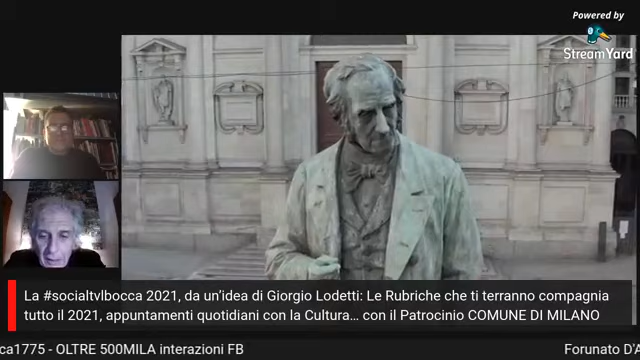 Powered by
StreamYard
La #socialtvlbocca 2021, da un'idea di Giorgio Lodetti: Le Rubriche che ti terranno compagnia
tutto il 2021, appuntamenti quotidiani con la Cultura... con il Patrocinio COMUNE DI MILANO
ca1775 - OLTRE 500MILA interazioni FB
Forunato D'A